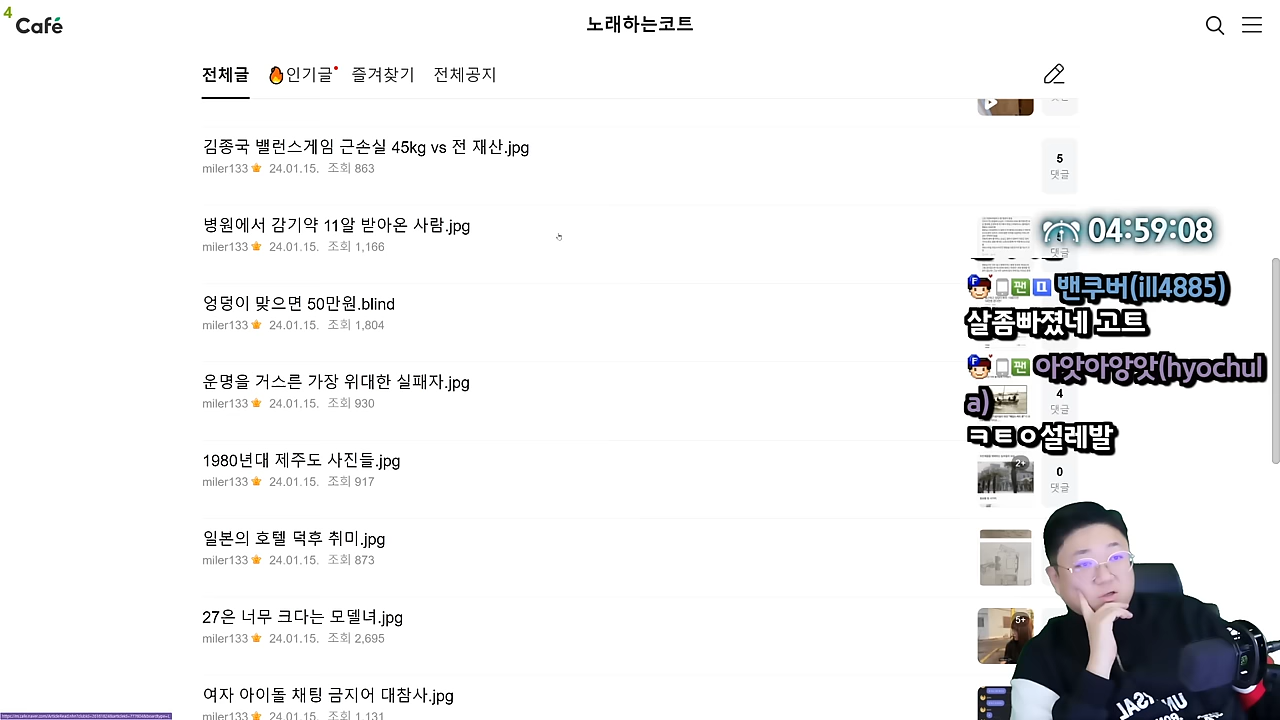 4
Café
노래하는코트
전체글 🔥인기글 즐겨찾기 전체공지
김종국 밸런스게임 근손실 45kg vs 전 재산.jpg
miler133 24.01.15. 조회 863
5
댓글
병원에서 감기약 11알 받아온 사람.jpg
miler133 24.01.15. 조회
댓글
04:59:08
엉덩이 맞으면 천만원.blind
miler133 24.01.15. 조회 1,804
밴쿠버(ill4885)
살좀빠졌네 고트
운명을 거스른 가장 위대한 실패자.jpg
miler133 24.01.15. 조회 930
4
댓글
아앗아앙앗(hyochul
a)
ㅋㅌㅇ설레발
1980년대 제주도 사진들.jpg
miler133 24.01.15. 조회 917
2+
0
댓글
일본의 호텔 덕후 취미.jpg
miler133 24.01.15. 조회 873
27은 너무 크다는 모델녀.jpg
miler133 24.01.15. 조회 2,695
5+
여자 아이돌 채팅 금지어 대참사.jpg
miler133 24.01.15. 조회